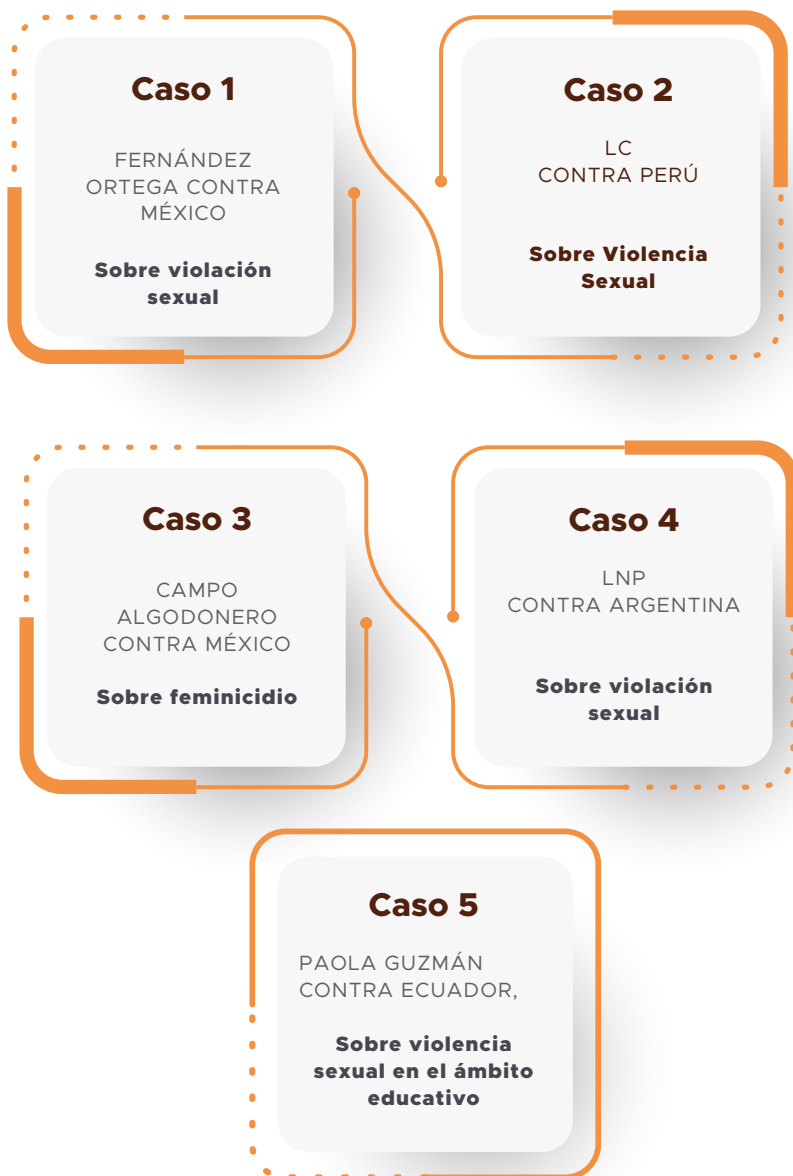 Caso 1
FERNÁNDEZ
ORTEGA CONTRA
MÉXICO
Sobre violación
sexual
Caso 2
LC
CONTRA PERÚ
Sobre Violencia
Sexual
Caso 3
CAMPO
ALGODONERO
CONTRA MÉXICO
Sobre feminicidio
Caso 4
LNP
CONTRA ARGENTINA
Sobre violación
sexual
Caso 5
PAOLA GUZMÁN
CONTRA ECUADOR,
Sobre violencia
sexual en el ámbito
educativo